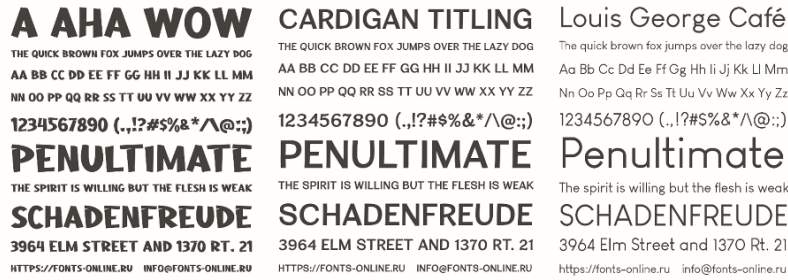 A AHA WOW
THE QUICK BROWN FOX JUMPS OVER THE LAZY DOG
AA BB CC DD EE FF GG HH II JJ KK LL MM
NN OO PP QQ RR SS TT UU VV WW XX YY ZZ
1234567890 (.,!?#$%&*/\@:;)
PENULTIMATE
THE SPIRIT IS WILLING BUT THE FLESH IS WEAK
SCHADENFREUDE
3964 ELM STREET AND 1370 RT. 21
HTTPS://FONTS-ONLINE.RU INFO@FONTS-ONLINE.RU
CARDIGAN TITLING
THE QUICK BROWN FOX JUMPS OVER THE LAZY DOG
AA BB CC DD EE FF GG HH II JJ KK LL MM
NN OO PP QQ RR SS TT UU VV WW XX YY ZZ
1234567890 (.,!?#$%&*/\@:;)
PENULTIMATE
THE SPIRIT IS WILLING BUT THE FLESH IS WEAK
SCHADENFREUDE
3964 ELM STREET AND 1370 RT. 21
HTTPS://FONTS-ONLINE.RU INFO@FONTS-ONLINE.RU
Louis George Café
The quick brown fox jumps over the lazy dog
Aa Bb Cc Dd Ee Ff Gg Hh Ii Jj Kk Ll Mm
Nn Oo Pp Qq Rr Ss Tt Uu Vv Ww Xx Yy Zz
1234567890 (.,!?#$%&*/\@:;)
Penultimate
The spirit is willing but the flesh is weak
SCHADENFREUDE
3964 Elm Street and 1370 Rt. 21
https://fonts-online.ru info@fonts-online.ru